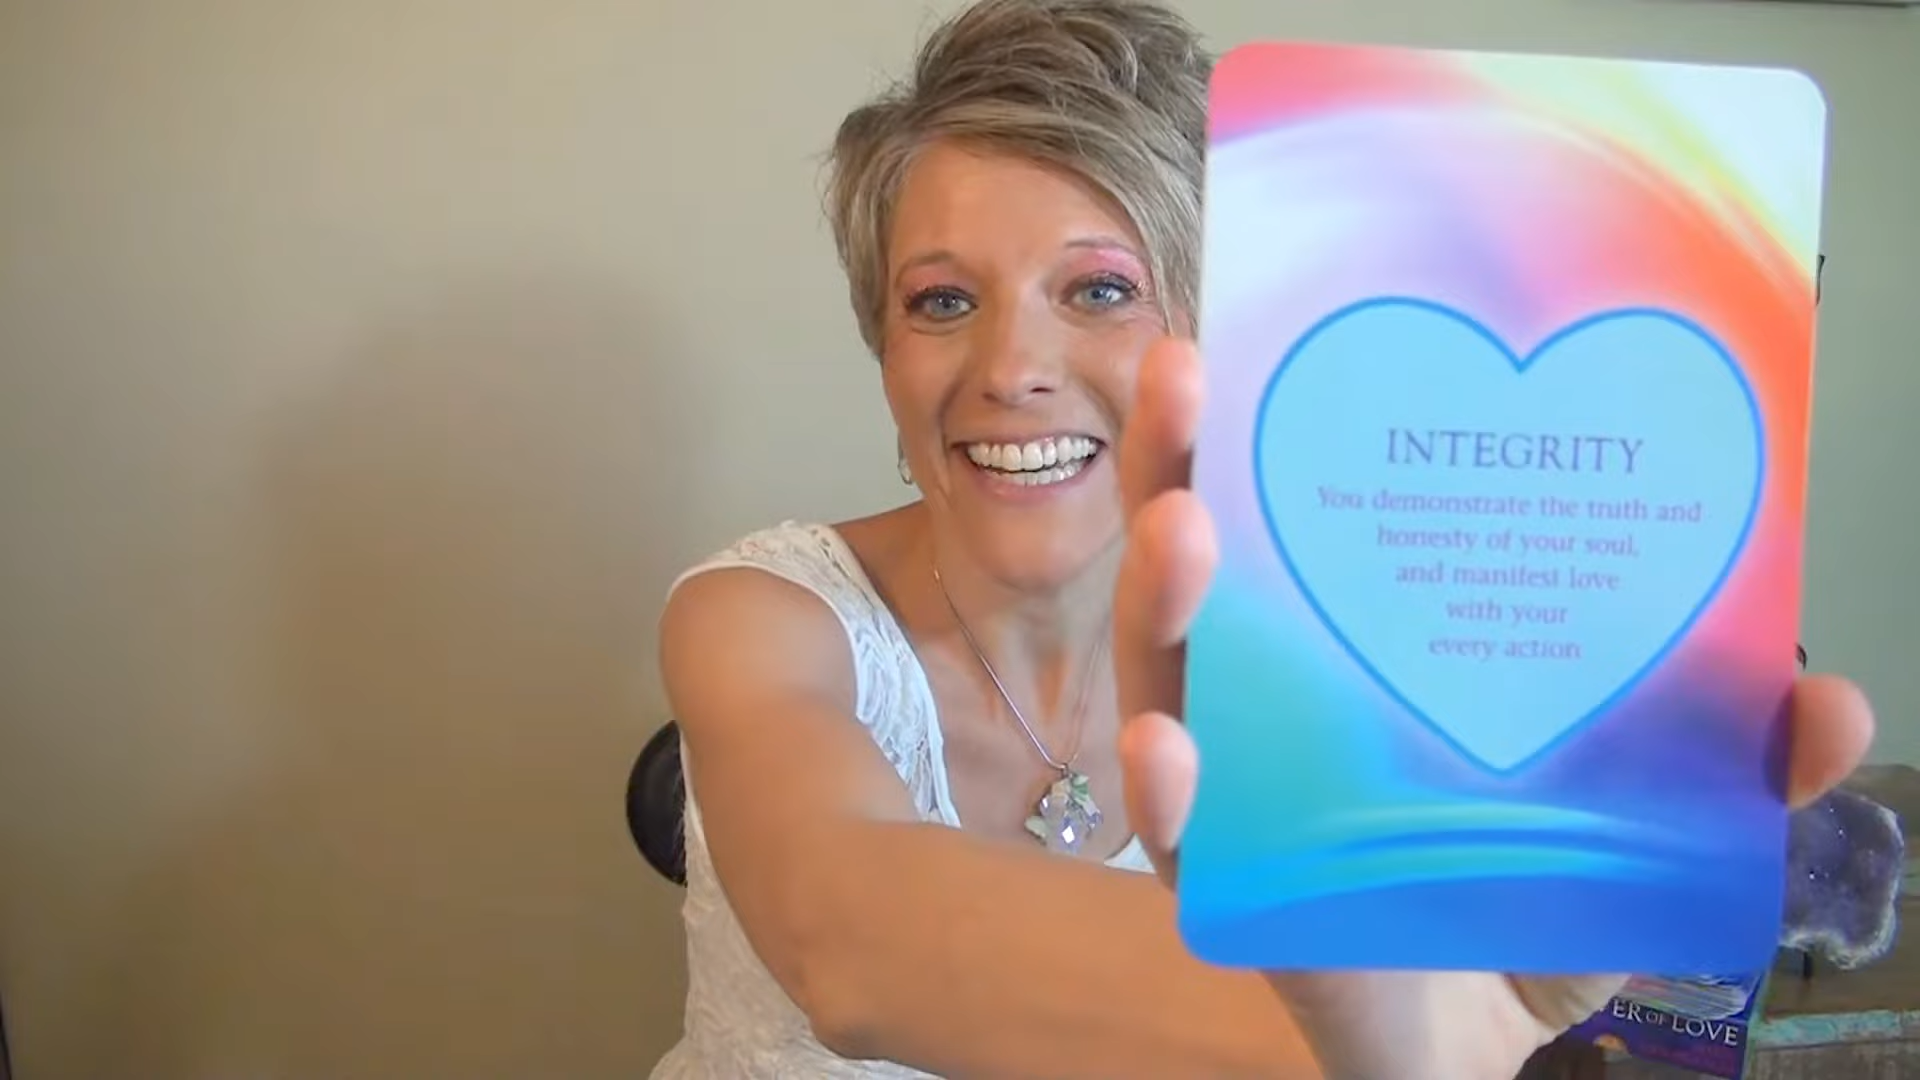 INTEGRITY
You demonstrate the truth and
honesty of your soul,
and manifest love
with your
every action
OF LOVE